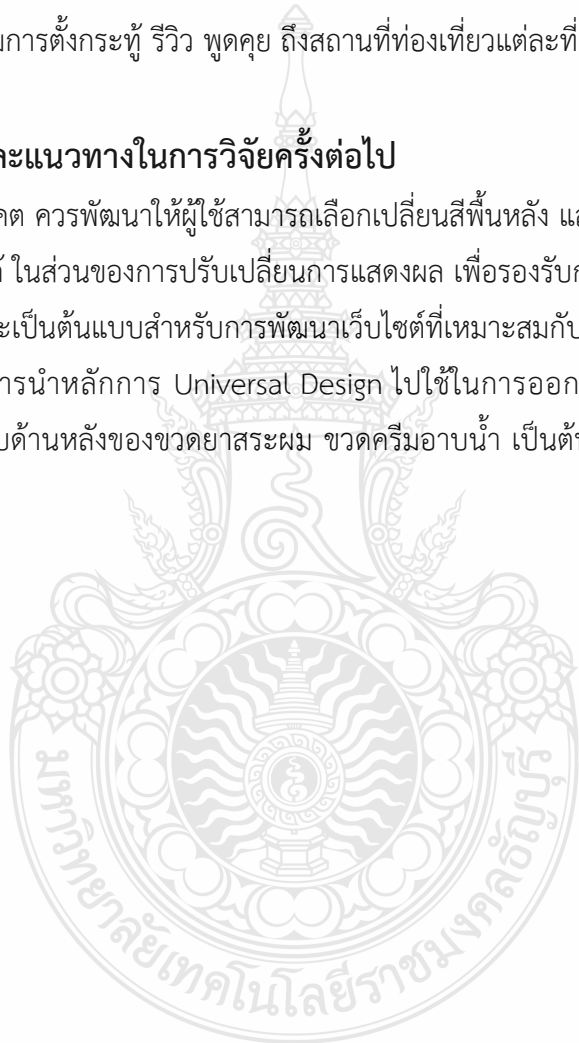 มการตั้งกระทู้ รีวิว พูดคุย ถึงสถานที่ท่องเที่ยวแต่ละที่
ละแนวทางในการวิจัยครั้งต่อไป
คต ควรพัฒนาให้ผู้ใช้สามารถเลือกเปลี่ยนสีพื้นหลัง แล
ในส่วนของการปรับเปลี่ยนการแสดงผล เพื่อรองรับก
ะเป็นต้นแบบสำหรับการพัฒนาเว็บไซต์ที่เหมาะสมกับ
ารนำหลักการ Universal Design ไปใช้ในการออก
บด้านหลังของขวดยาสระผม ขวดครีมอาบน้ำ เป็นต้น
มหาวิทยาลัยเทคโนโลยีราชมงคลธัญบุรี